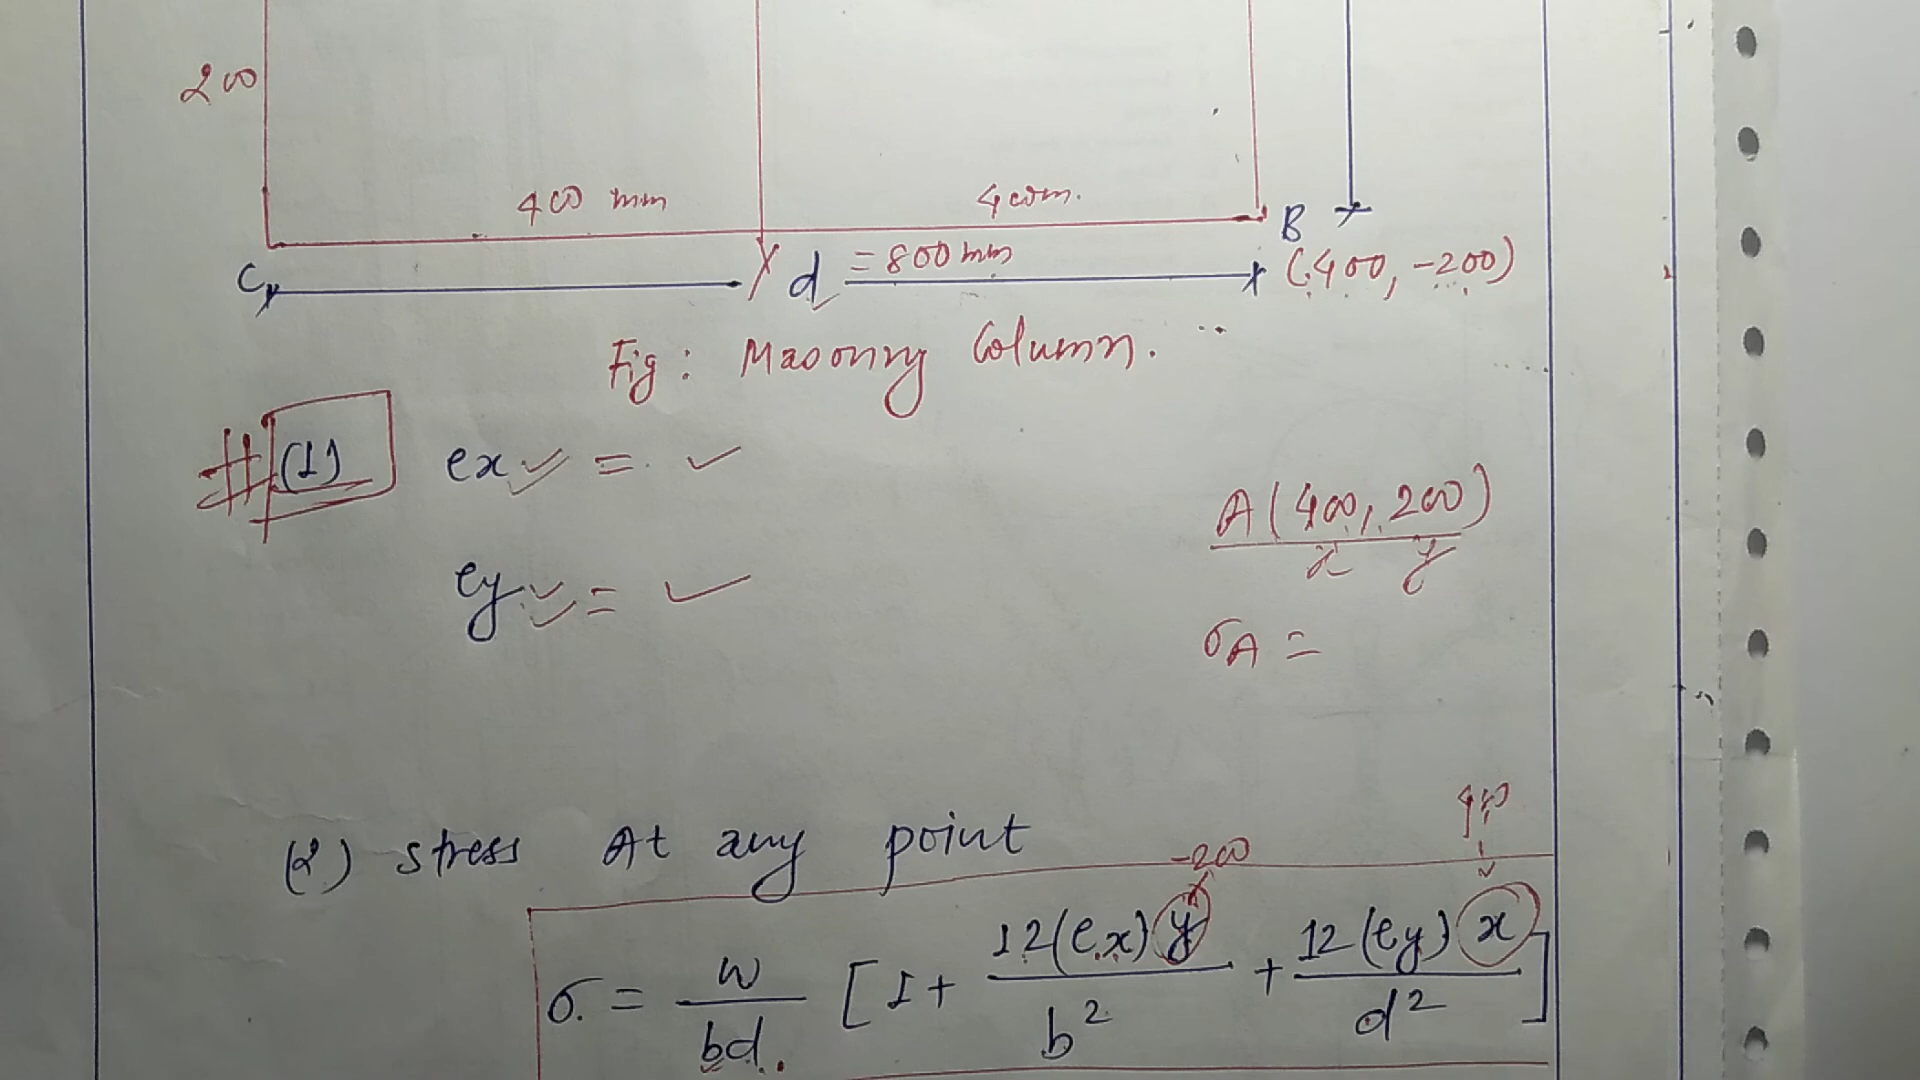 200
400 mm
400m.
B
C
d = 800 mm
(400, -200)
Fig: Masonry Column.
#(1) ex = ✓
A(400, 200)
x y
ey = ✓
σA =
(2) stress At any point
-200
400
σ. = W/bd. [1 + 12(ex)y/b² + 12(ey)x/d²]